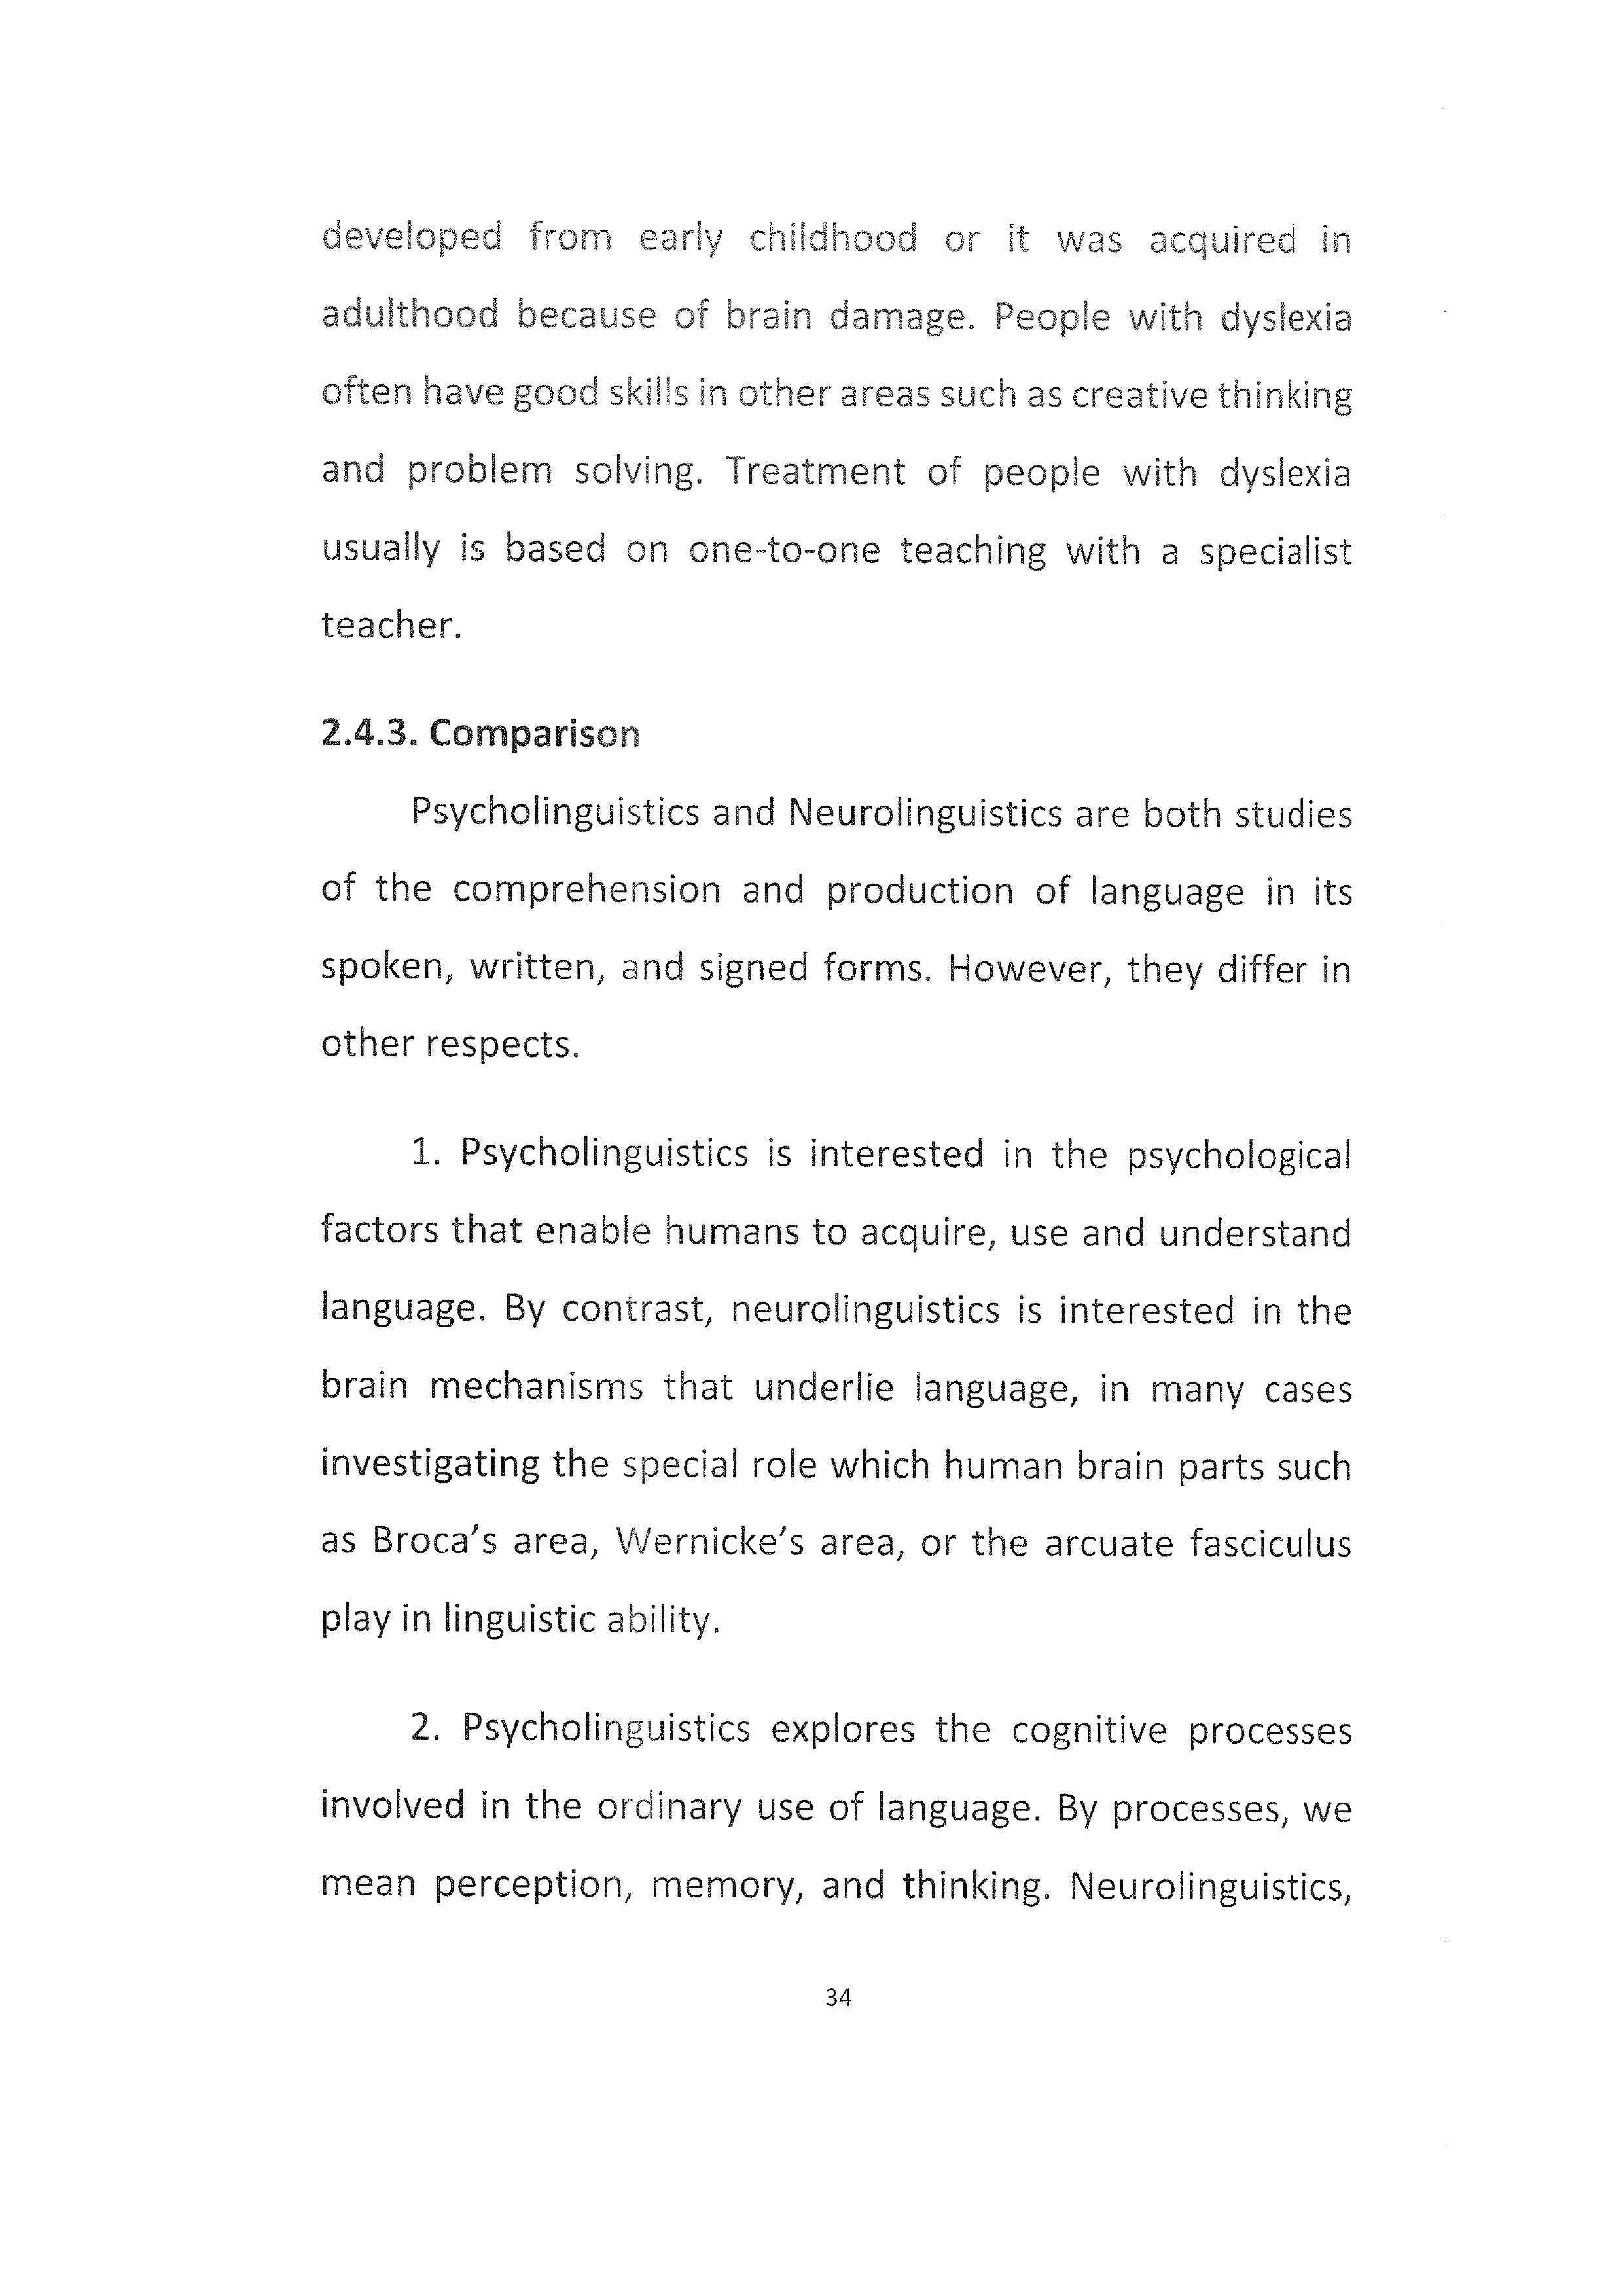 developed from early childhood or it was acquired in
adulthood because of brain damage. People with dyslexia
often have good skills in other areas such as creative thinking
and problem solving. Treatment of people with dyslexia
usually is based on one-to-one teaching with a specialist
teacher.
2.4.3. Comparison
Psycholinguistics and Neurolinguistics are both studies
of the comprehension and production of language in its
spoken, written, and signed forms. However, they differ in
other respects.
1. Psycholinguistics is interested in the psychological
factors that enable humans to acquire, use and understand
language. By contrast, neurolinguistics is interested in the
brain mechanisms that underlie language, in many cases
investigating the special role which human brain parts such
as Broca’s area, Wernicke’s area, or the arcuate fasciculus
play in linguistic ability.
2. Psycholinguistics explores the cognitive processes
involved in the ordinary use of language. By processes, we
mean perception, memory, and thinking. Neurolinguistics,
34